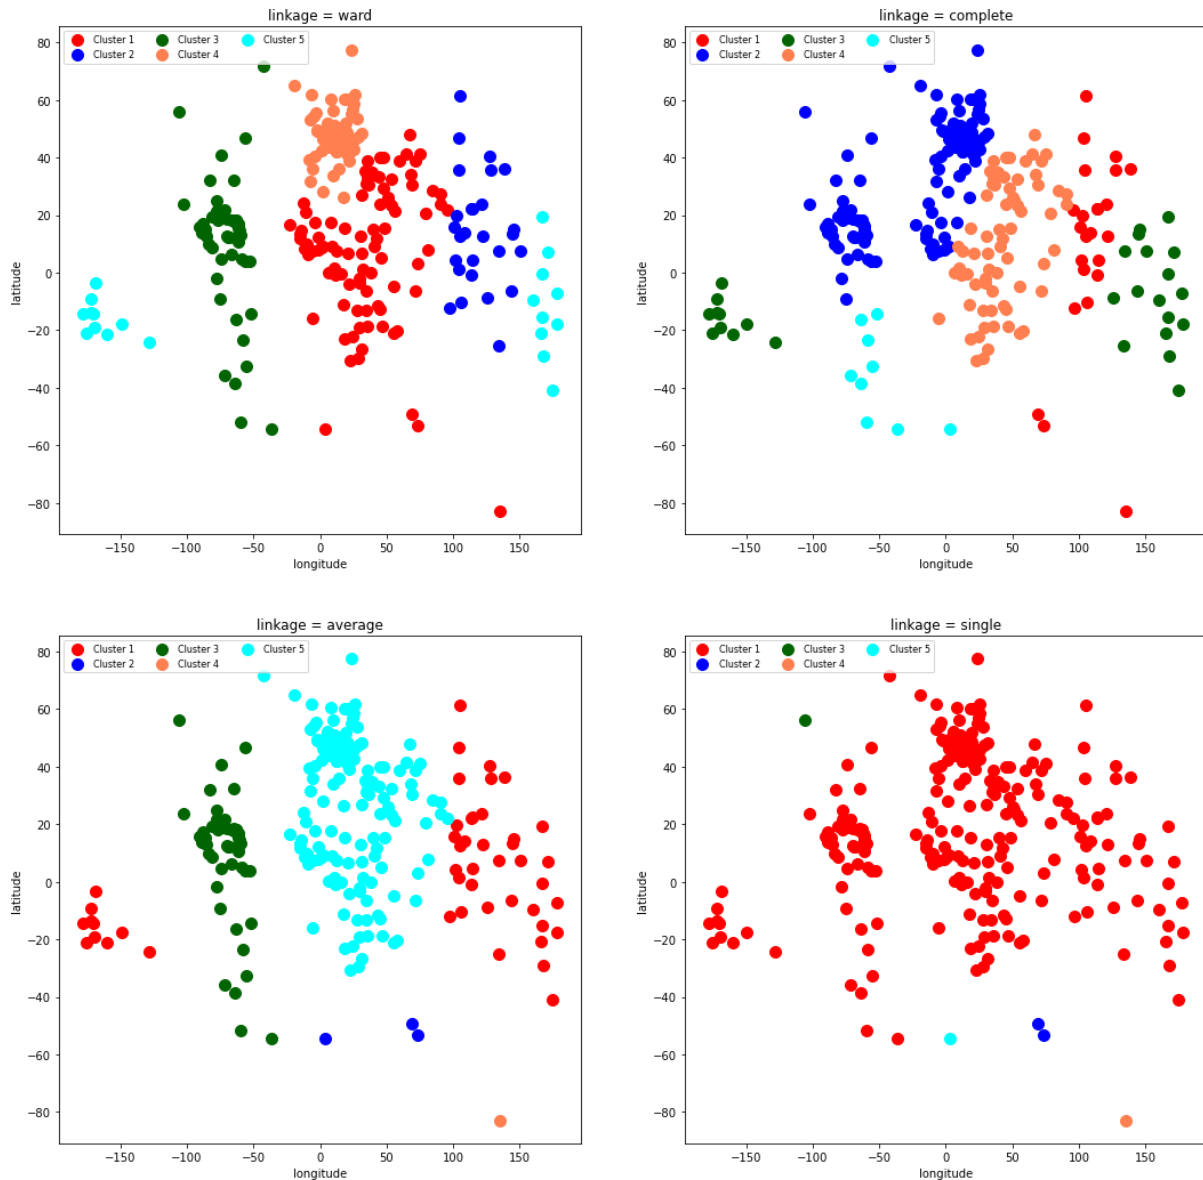 linkage = ward
Cluster 1 Cluster 3 Cluster 5
Cluster 2 Cluster 4
80
60
40
20
0
−20
−40
−60
−80
latitude
−150 −100 −50 0 50 100 150
longitude
linkage = complete
Cluster 1 Cluster 3 Cluster 5
Cluster 2 Cluster 4
80
60
40
20
0
−20
−40
−60
−80
latitude
−150 −100 −50 0 50 100 150
longitude
linkage = average
Cluster 1 Cluster 3 Cluster 5
Cluster 2 Cluster 4
80
60
40
20
0
−20
−40
−60
−80
latitude
−150 −100 −50 0 50 100 150
longitude
linkage = single
Cluster 1 Cluster 3 Cluster 5
Cluster 2 Cluster 4
80
60
40
20
0
−20
−40
−60
−80
latitude
−150 −100 −50 0 50 100 150
longitude